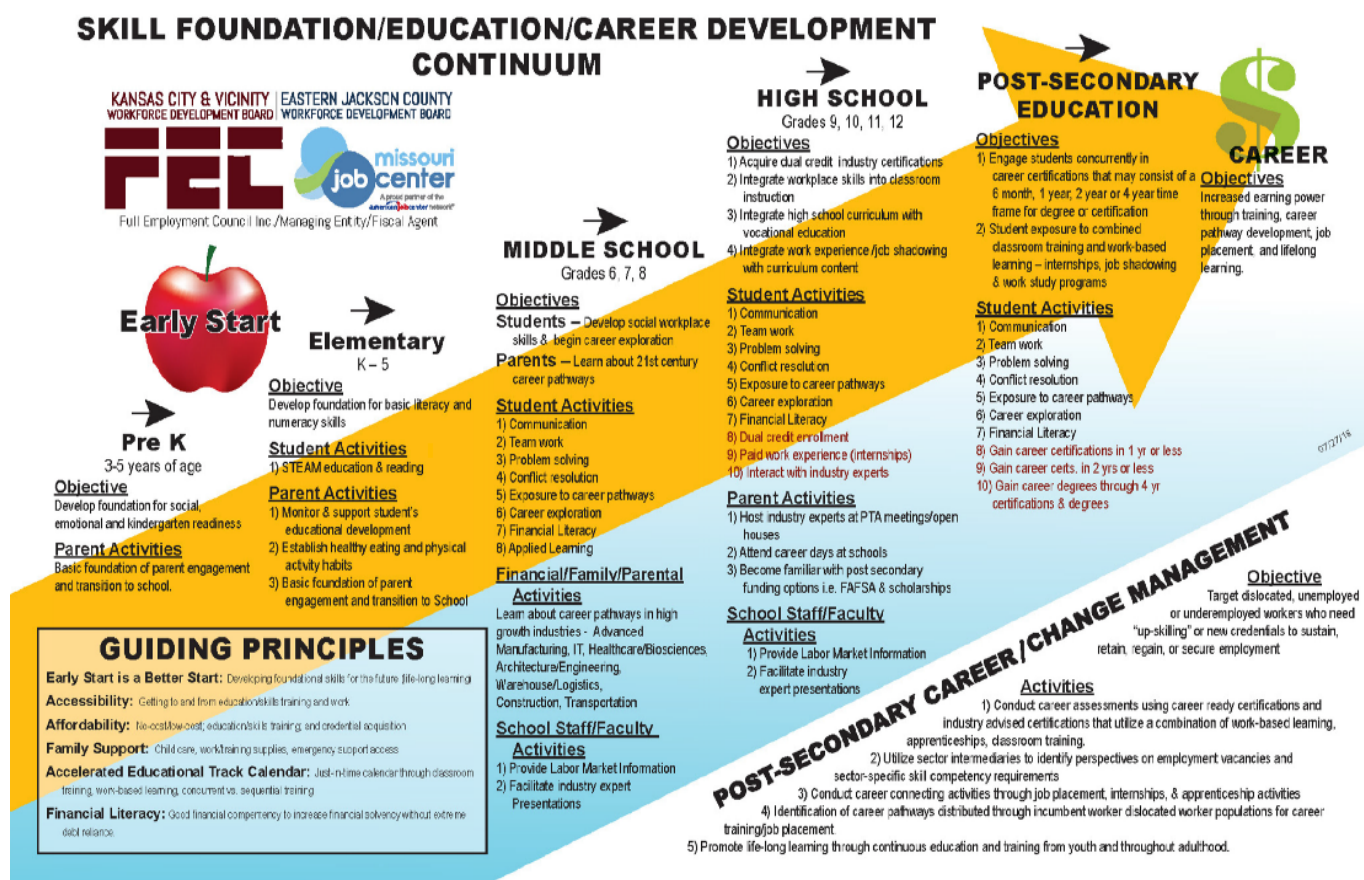 SKILL FOUNDATION/EDUCATION/CAREER DEVELOPMENT
CONTINUUM
KANSAS CITY & VICINITY
WORKFORCE DEVELOPMENT BOARD
EASTERN JACKSON COUNTY
WORKFORCE DEVELOPMENT BOARD
FEC
missouri
job center
A proud partner of the
americanjobcenter network
Full Employment Council Inc./Managing Entity/Fiscal Agent
Early Start
Pre K
3-5 years of age
Objective
Develop foundation for social,
emotional and kindergarten readiness
Parent Activities
Basic foundation of parent engagement
and transition to school.
Elementary
K – 5
Objective
Develop foundation for basic literacy and
numeracy skills
Student Activities
1) STEAM education & reading
Parent Activities
1) Monitor & support student's
educational development
2) Establish healthy eating and physical
activity habits
3) Basic foundation of parent
engagement and transition to School
MIDDLE SCHOOL
Grades 6, 7, 8
Objectives
Students – Develop social workplace
skills & begin career exploration
Parents – Learn about 21st century
career pathways
Student Activities
1) Communication
2) Team work
3) Problem solving
4) Conflict resolution
5) Exposure to career pathways
6) Career exploration
7) Financial Literacy
8) Applied Learning
Financial/Family/Parental
Activities
Learn about career pathways in high
growth industries - Advanced
Manufacturing, IT, Healthcare/Biosciences,
Architecture/Engineering,
Warehouse/Logistics,
Construction, Transportation
School Staff/Faculty
Activities
1) Provide Labor Market Information
2) Facilitate industry expert
Presentations
HIGH SCHOOL
Grades 9, 10, 11, 12
Objectives
1) Acquire dual credit industry certifications
2) Integrate workplace skills into classroom
instruction
3) Integrate high school curriculum with
vocational education
4) Integrate work experience/job shadowing
with curriculum content
Student Activities
1) Communication
2) Team work
3) Problem solving
4) Conflict resolution
5) Exposure to career pathways
6) Career exploration
7) Financial Literacy
8) Dual credit enrolment
9) Paid work experience (internships)
10) Interact with industry experts
Parent Activities
1) Host industry experts at PTA meetings/open
houses
2) Attend career days at schools
3) Become familiar with post secondary
funding options i.e. FAFSA & scholarships
School Staff/Faculty
Activities
1) Provide Labor Market Information
2) Facilitate industry
expert presentations
POST-SECONDARY
EDUCATION
Objectives
1) Engage students concurrently in
career certifications that may consist of a
6 month, 1 year, 2 year or 4 year time
frame for degree or certification
2) Student exposure to combined
classroom training and work-based
learning – internships, job shadowing
& work study programs
Student Activities
1) Communication
2) Team work
3) Problem solving
4) Conflict resolution
5) Exposure to career pathways
6) Career exploration
7) Financial Literacy
8) Gain career certifications in 1 yr or less
9) Gain career certs. in 2 yrs or less
10) Gain career degrees through 4 yr
certifications & degrees
$
CAREER
Objectives
Increased earning power
through training, career
pathway development, job
placement, and lifelong
learning.
GUIDING PRINCIPLES
Early Start is a Better Start: Developing foundational skills for the future (life-long learning
Accessibility: Getting to and from education/skills training and work
Affordability: No-cost/low-cost; education/skills training; and credential acquisition
Family Support: Child care, work/training supplies, emergency support access
Accelerated Educational Track Calendar: Just-n-time calendar through classroom
training, work-based learning, concurrent vs. sequential training
Financial Literacy: Good financial competency to increase financial solvency without extreme
debt reliance.
POST-SECONDARY CAREER/CHANGE MANAGEMENT
Objective
Target dislocated, unemployed
or underemployed workers who need
"up-skilling" or new credentials to sustain,
retain, regain, or secure employment
Activities
1) Conduct career assessments using career ready certifications and
industry advised certifications that utilize a combination of work-based learning,
apprenticeships, classroom training.
2) Utilize sector intermediaries to identify perspectives on employment vacancies and
sector-specific skill competency requirements
3) Conduct career connecting activities through job placement, internships, & apprenticeship activities
4) Identification of career pathways distributed through incumbent worker dislocated worker populations for career
training/job placement.
5) Promote life-long learning through continuous education and training from youth and throughout adulthood.